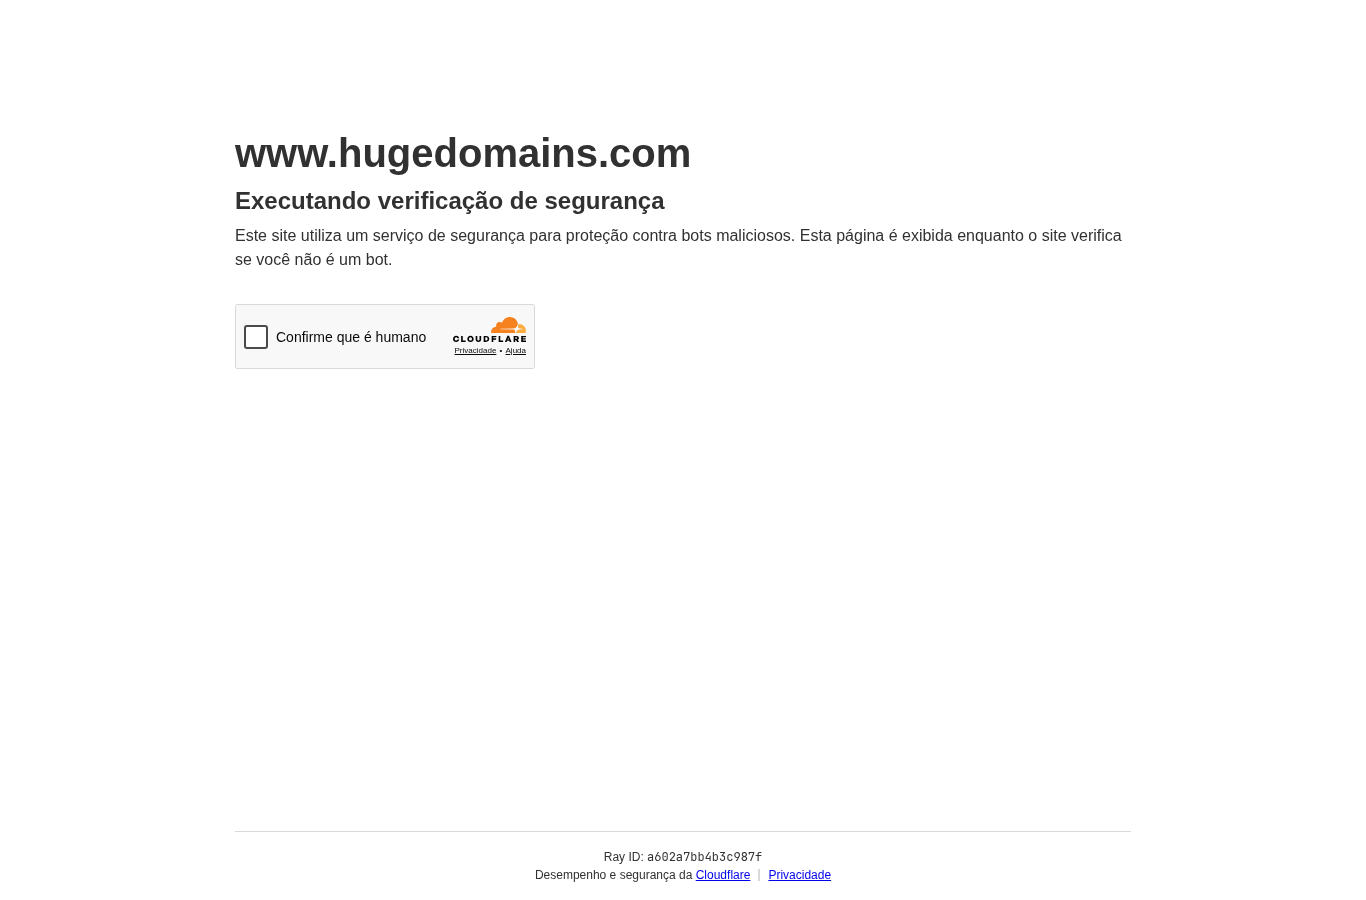 www.hugedomains.com
Executando verificação de segurança
Este site utiliza um serviço de segurança para proteção contra bots maliciosos. Esta página é exibida enquanto o site verifica
se você não é um bot.
Confirme que é humano
CLOUDFLARE
Privacidade • Ajuda
Ray ID: a602a7bb4b3c987f
Desempenho e segurança da Cloudflare | Privacidade